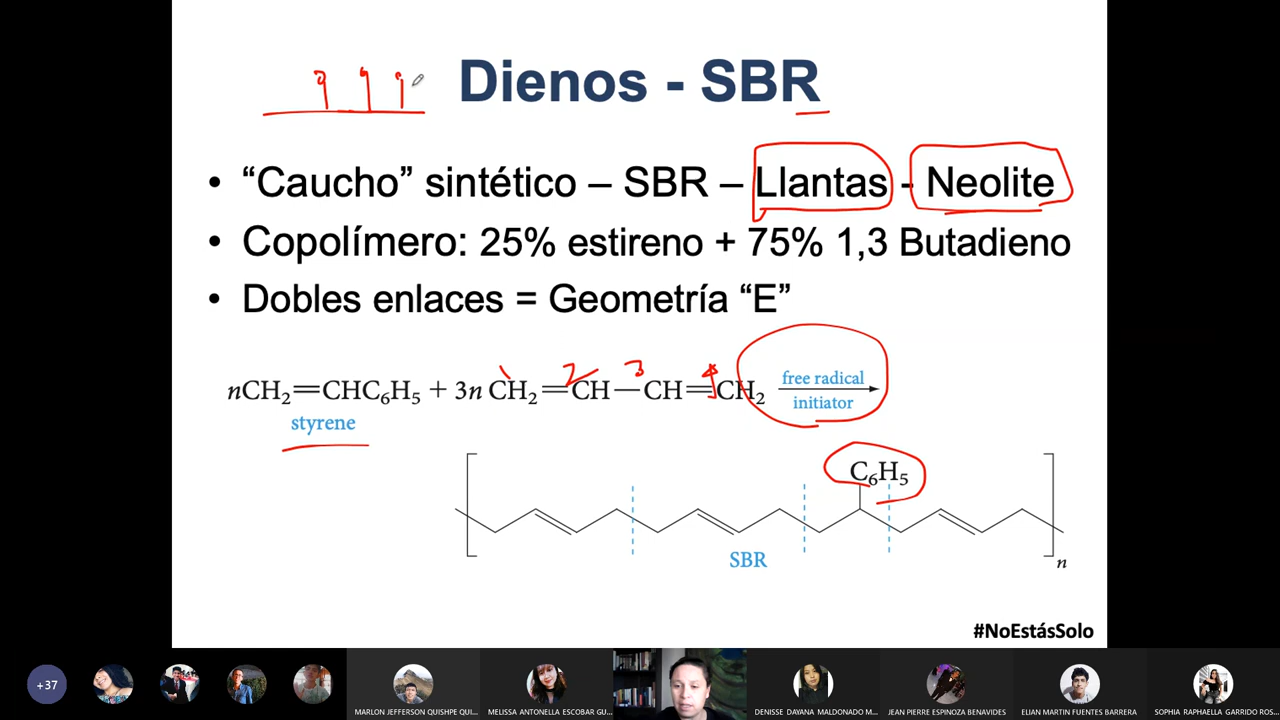 Dienos - SBR
• “Caucho” sintético – SBR – Llantas - Neolite
• Copolímero: 25% estireno + 75% 1,3 Butadieno
• Dobles enlaces = Geometría “E”
1 2 3 4
nCH₂=CHC₆H₅ + 3n CH₂=CH—CH=CH₂
free radical
initiator
styrene
C₆H₅
SBR
n
#NoEstásSolo
+37
MARLON JEFFERSON QUISHPE QUI...
MELISSA ANTONELLA ESCOBAR GU...
DENISSE DAYANA MALDONADO M...
JEAN PIERRE ESPINOZA BENAVIDES
ELIAN MARTIN FUENTES BARRERA
SOPHIA RAPHAELLA GARRIDO ROS...